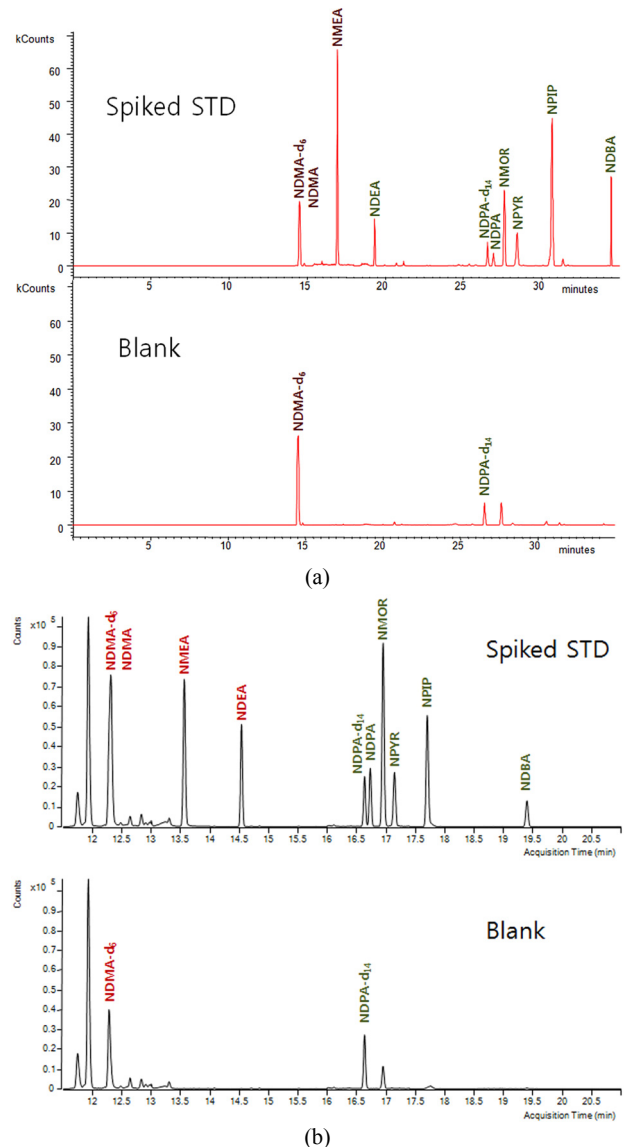 (a)
kCounts
60
50
40
30
20
10
0
Spiked STD
NDMA-d6
NDMA
NMEA
NDEA
NDPA-d14
NDPA
NMOR
NPYR
NPIP
NDBA
5 10 15 20 25 30 minutes
kCounts
60
50
40
30
20
10
0
Blank
NDMA-d6
NDPA-d14
5 10 15 20 25 30 minutes
(a)
Counts
x10 5
1
0.9
0.8
0.7
0.6
0.5
0.4
0.3
0.2
0.1
0
NDMA-d6
NDMA
NMEA
NDEA
NDPA-d14
NDPA
NMOR
NPYR
NPIP
NDBA
Spiked STD
12 12.5 13 13.5 14 14.5 15 15.5 16 16.5 17 17.5 18 18.5 19 19.5 20 20.5
Acquisition Time (min)
Counts
x10 5
1
0.9
0.8
0.7
0.6
0.5
0.4
0.3
0.2
0.1
0
NDMA-d6
NDPA-d14
Blank
12 12.5 13 13.5 14 14.5 15 15.5 16 16.5 17 17.5 18 18.5 19 19.5 20 20.5
Acquisition Time (min)
(b)